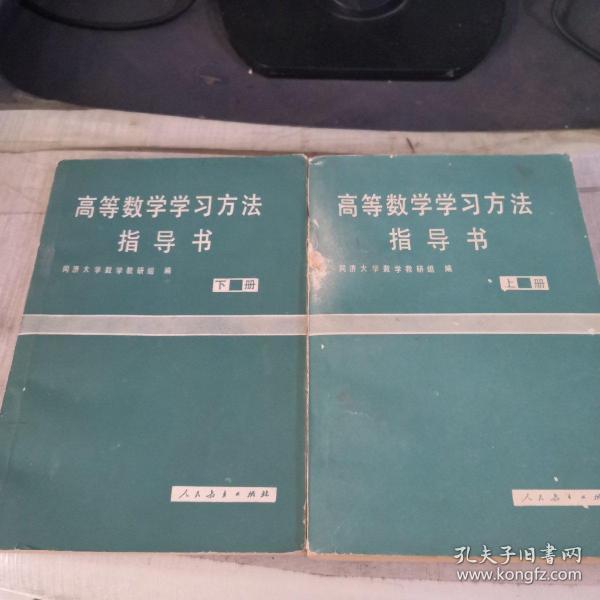 高等数学学习方法
指导书
同济大学数学教研组 编
下册
人民教育出版社
高等数学学习方法
指导书
同济大学数学教研组 编
上册
人民教育出版社
孔夫子旧书网
www.kongfz.com